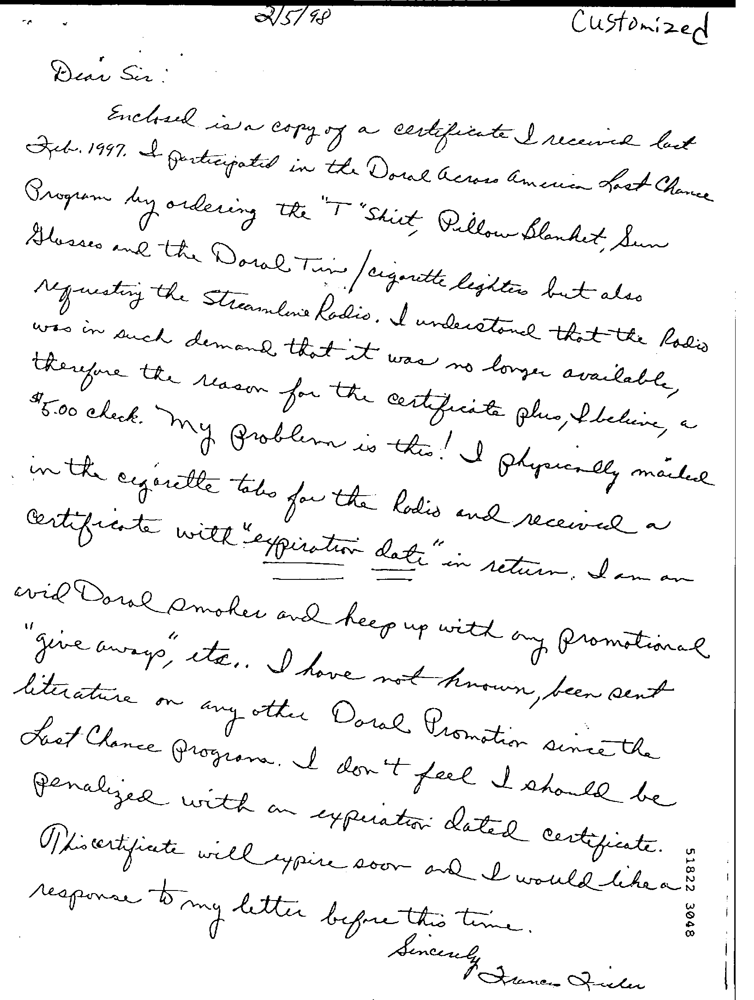 2/5/98
Customized
Dear Sir:
Enclosed is a copy of a certificate I received last
Feb. 1997. I participated in the Doral Across America Last Chance
Program by ordering the "T" Shirt, Pillow Blanket, Sun
Glasses and the Doral Tin/cigarette lighter but also
requesting the Streamline Radio. I understand that the Radio
was in such demand that it was no longer available,
therefore the reason for the certificate plus, I believe, a
$5.00 check. My problem is this! I physically mailed
in the cigarette tabs for the Radio and received a
certificate with "expiration date" in return. I am an
avid Doral smoker and keep up with any promotional
"give aways", etc.. I have not known, been sent
literature on any other Doral Promotion since the
Last Chance program. I don't feel I should be
penalized with an expiration dated certificate.
This certificate will expire soon and I would like a
response to my letter before this time.
Sincerely
Frances
51822 3048